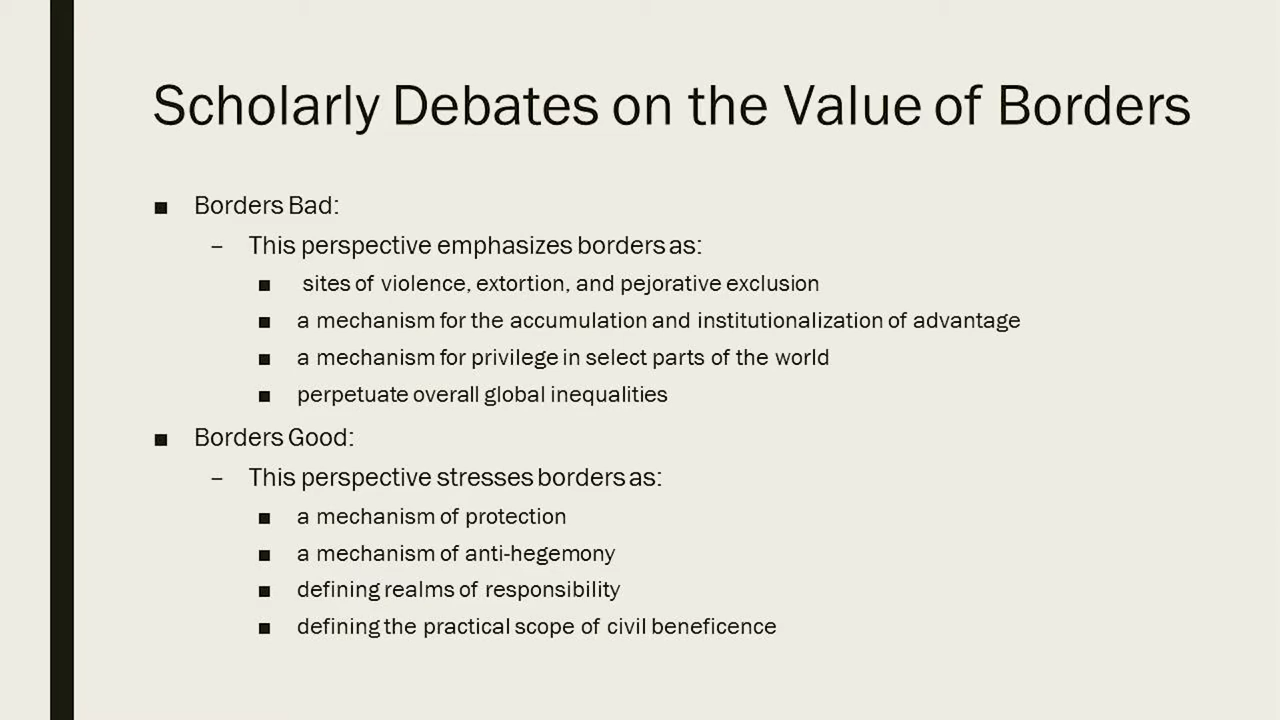 Scholarly Debates on the Value of Borders
■ Borders Bad:
– This perspective emphasizes borders as:
■ sites of violence, extortion, and pejorative exclusion
■ a mechanism for the accumulation and institutionalization of advantage
■ a mechanism for privilege in select parts of the world
■ perpetuate overall global inequalities
■ Borders Good:
– This perspective stresses borders as:
■ a mechanism of protection
■ a mechanism of anti-hegemony
■ defining realms of responsibility
■ defining the practical scope of civil beneficence